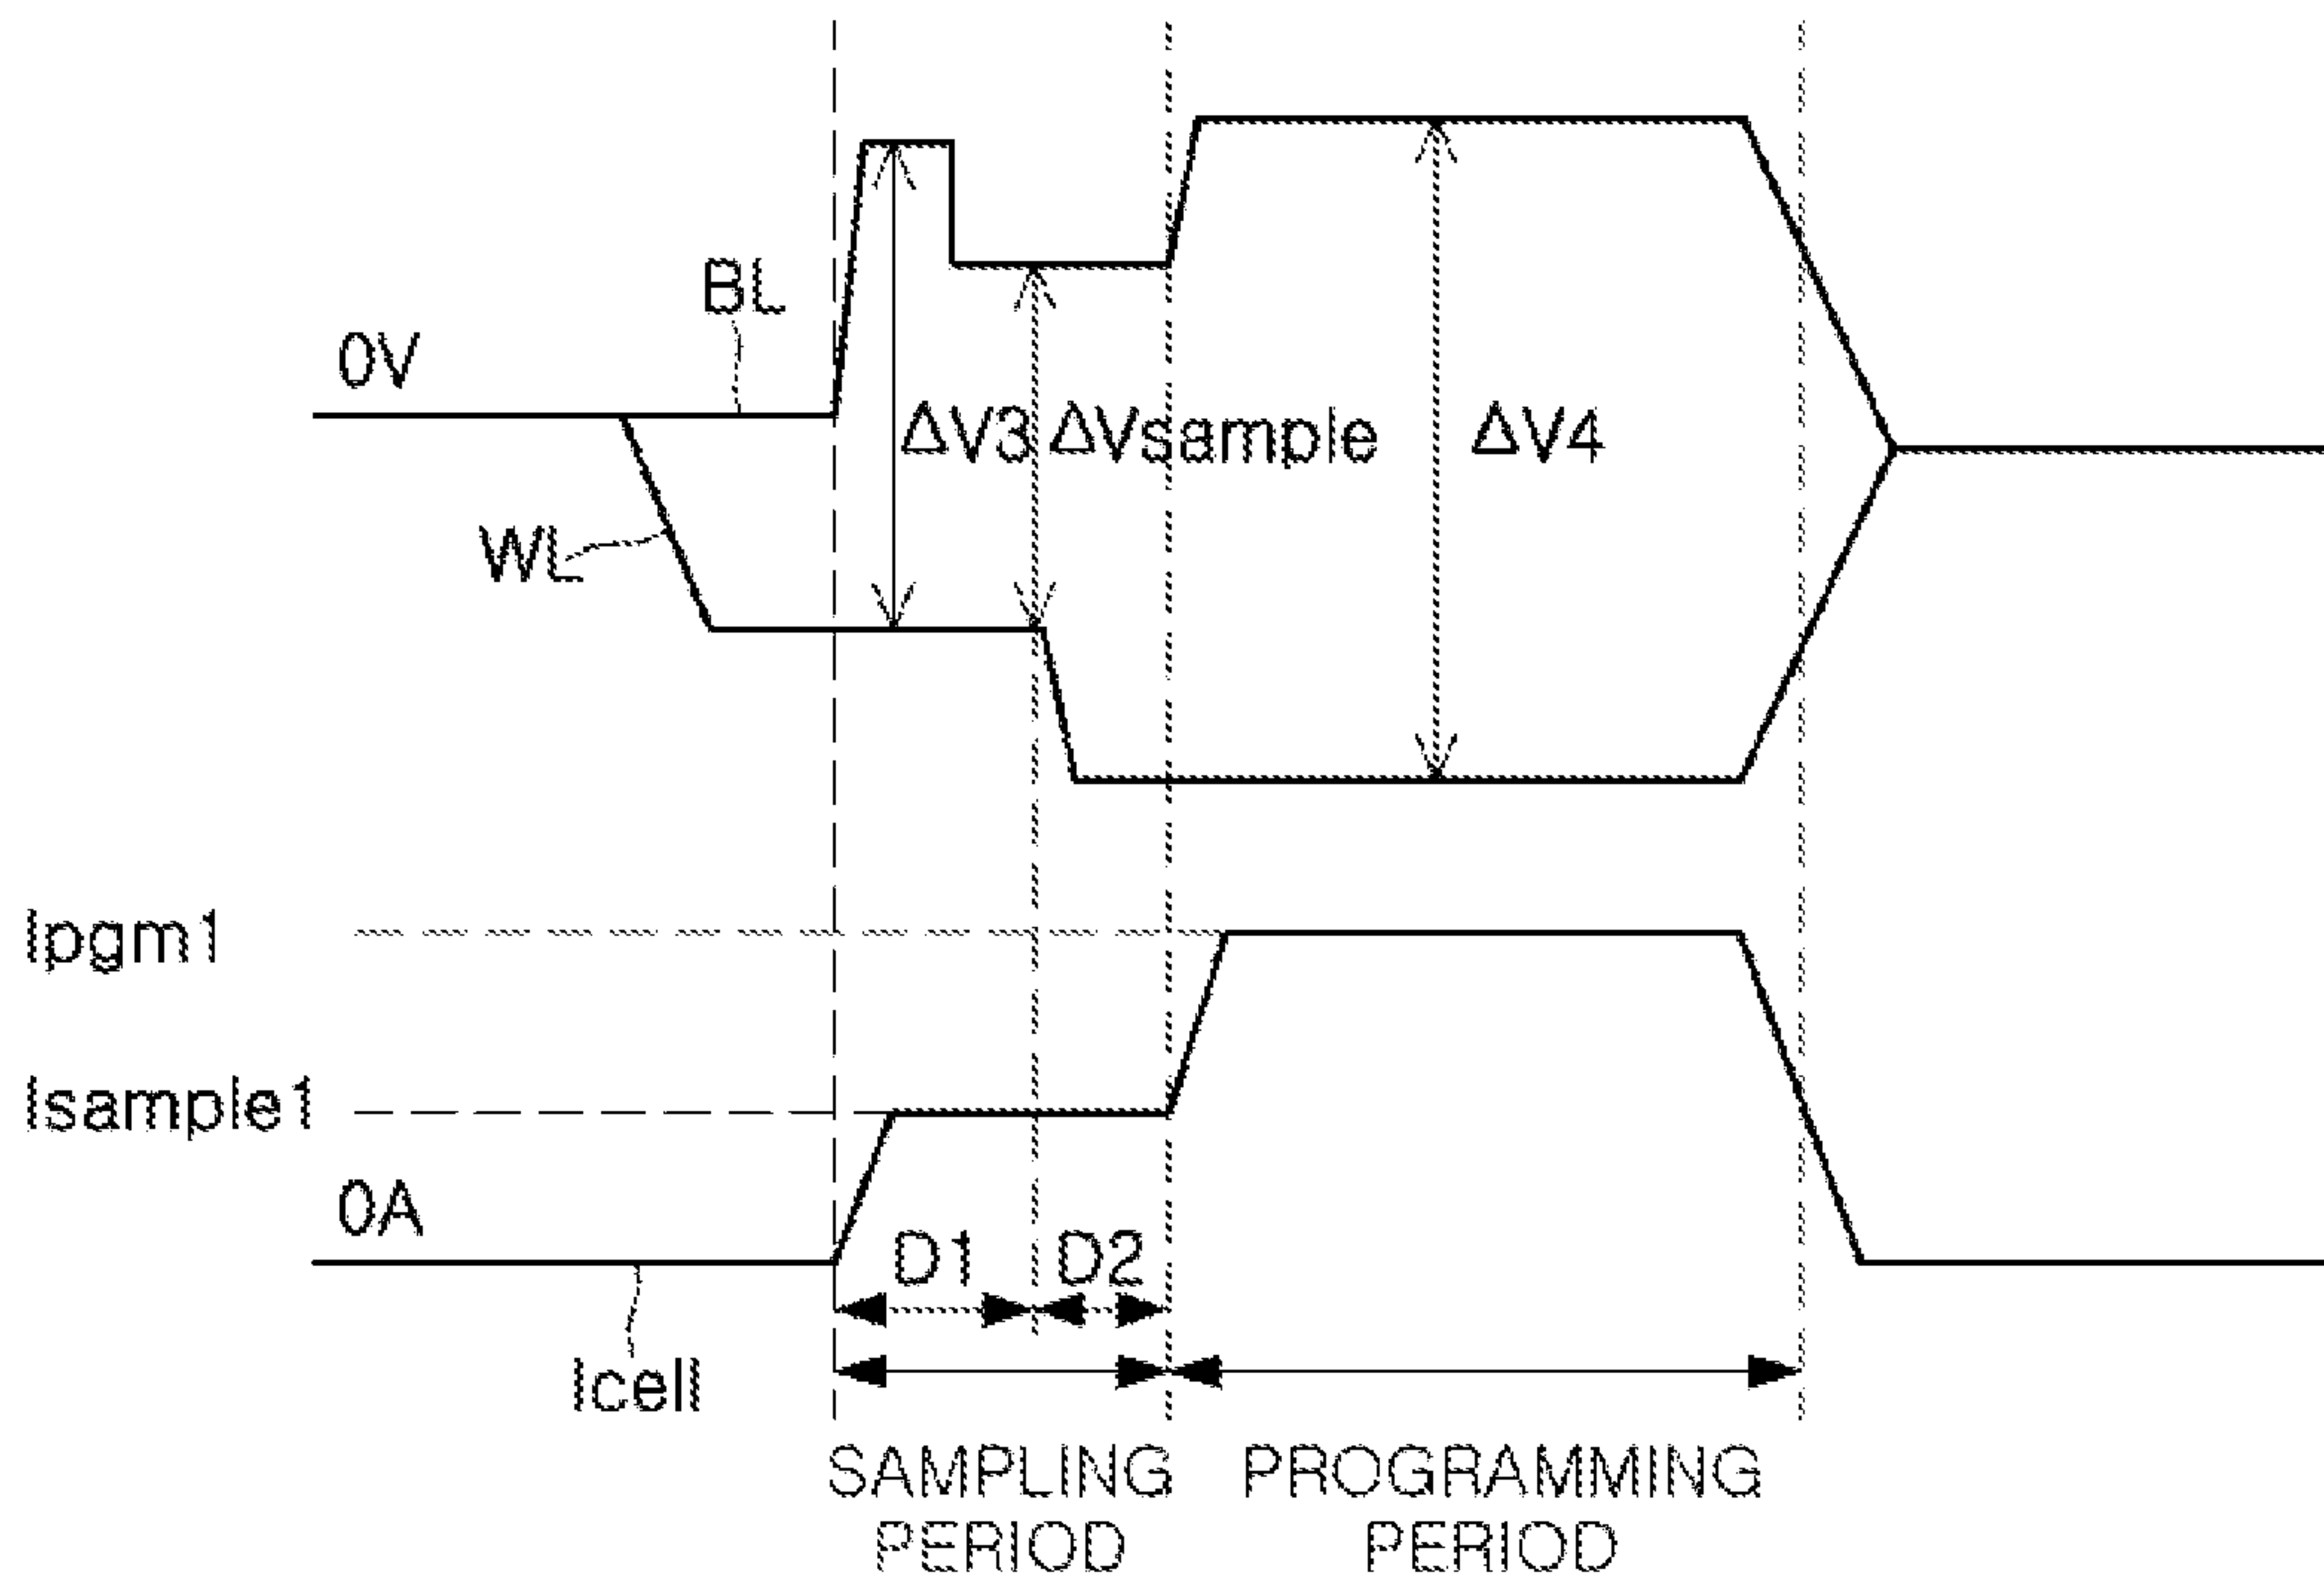 BL
0V
ΔV3
ΔVsample
ΔV4
WL
Ipgm1
Isample1
0A
D1
D2
Icell
SAMPLING
PERIOD
PROGRAMMING
PERIOD